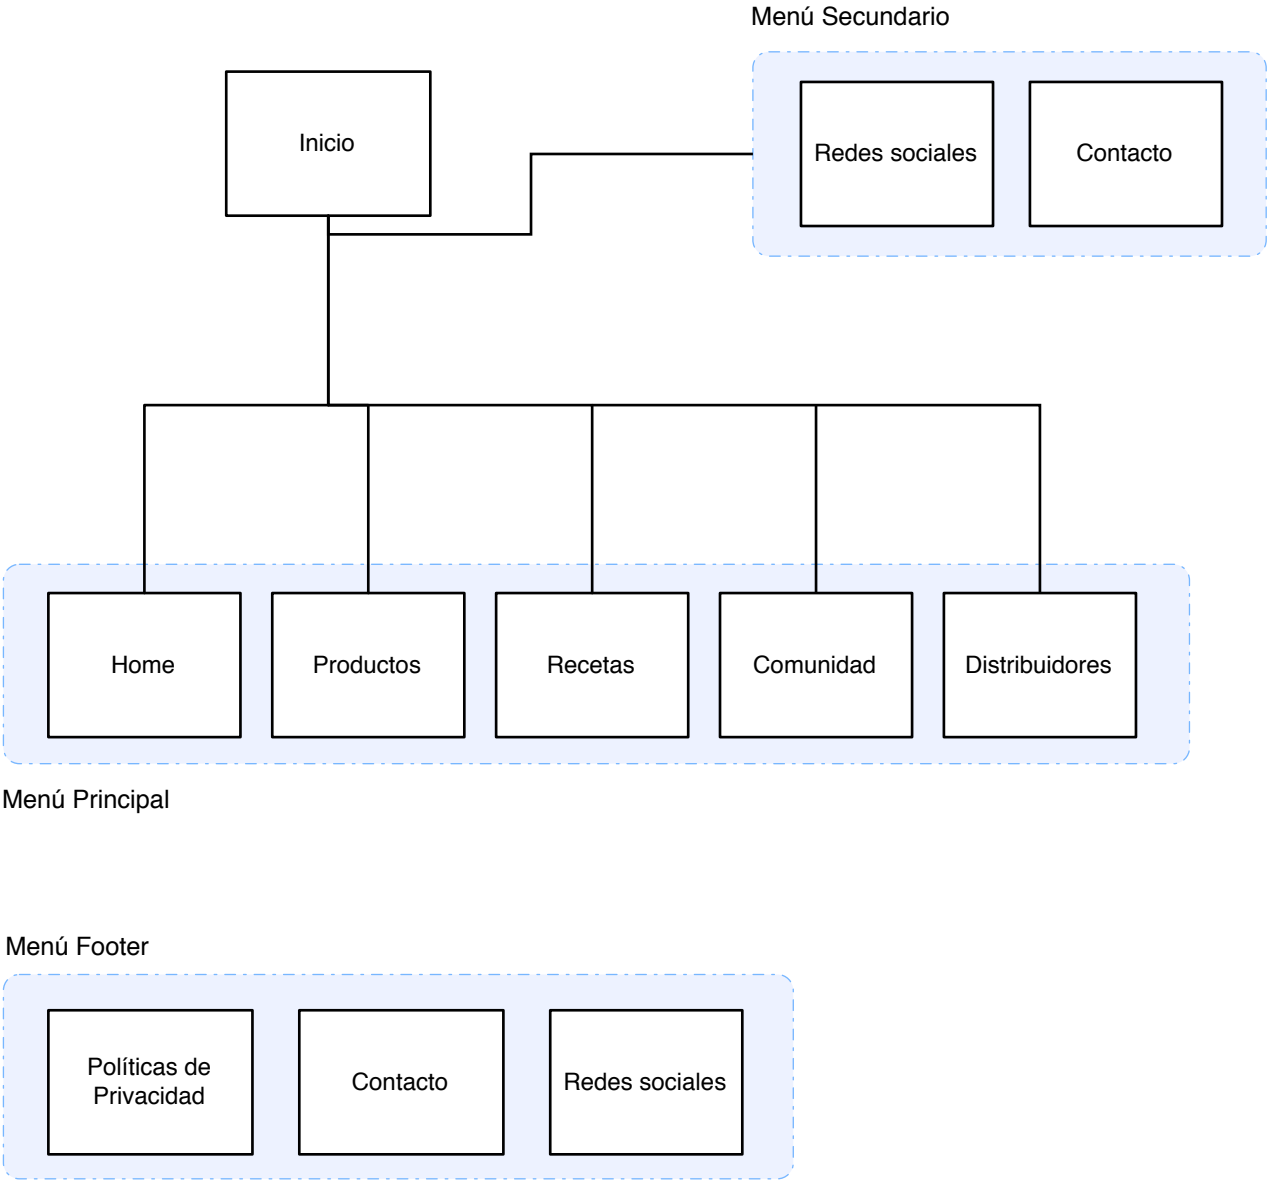 Menú Secundario
Inicio
Redes sociales
Contacto
Home
Productos
Recetas
Comunidad
Distribuidores
Menú Principal
Menú Footer
Políticas de
Privacidad
Contacto
Redes sociales